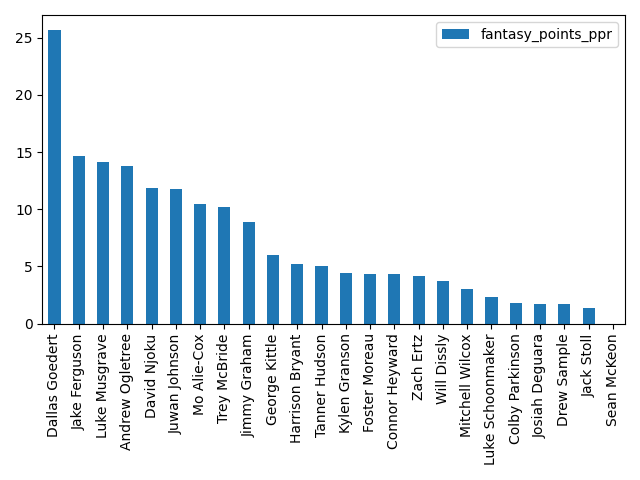 fantasy_points_ppr
25
20
15
10
5
0
Dallas Goedert
Jake Ferguson
Luke Musgrave
Andrew Ogletree
David Njoku
Juwan Johnson
Mo Alie-Cox
Trey McBride
Jimmy Graham
George Kittle
Harrison Bryant
Tanner Hudson
Kylen Granson
Foster Moreau
Connor Heyward
Zach Ertz
Will Dissly
Mitchell Wilcox
Luke Schoonmaker
Colby Parkinson
Josiah Deguara
Drew Sample
Jack Stoll
Sean McKeon